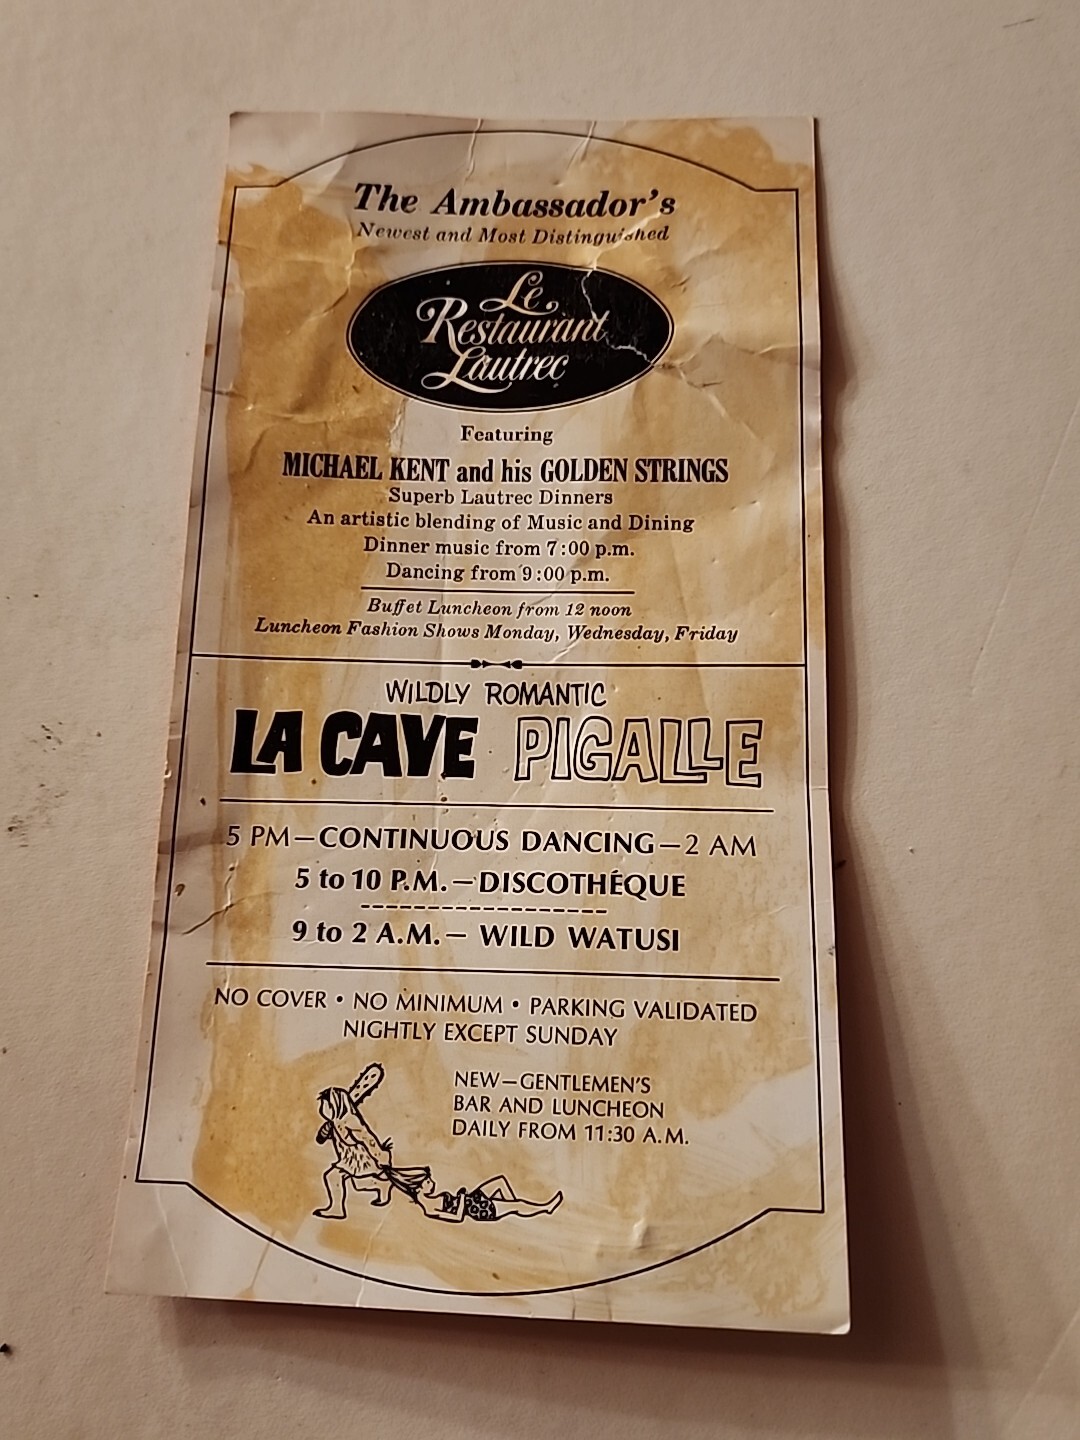 The Ambassador's
Newest and Most Distinguished
Le
Restaurant
Lautrec
Featuring
MICHAEL KENT and his GOLDEN STRINGS
Superb Lautrec Dinners
An artistic blending of Music and Dining
Dinner music from 7:00 p.m.
Dancing from 9:00 p.m.
Buffet Luncheon from 12 noon
Luncheon Fashion Shows Monday, Wednesday, Friday
WILDLY ROMANTIC
LA CAVE PIGALLE
5 PM—CONTINUOUS DANCING—2 AM
5 to 10 P.M.—DISCOTHÉQUE
9 to 2 A.M.— WILD WATUSI
NO COVER • NO MINIMUM • PARKING VALIDATED
NIGHTLY EXCEPT SUNDAY
NEW—GENTLEMEN'S
BAR AND LUNCHEON
DAILY FROM 11:30 A.M.